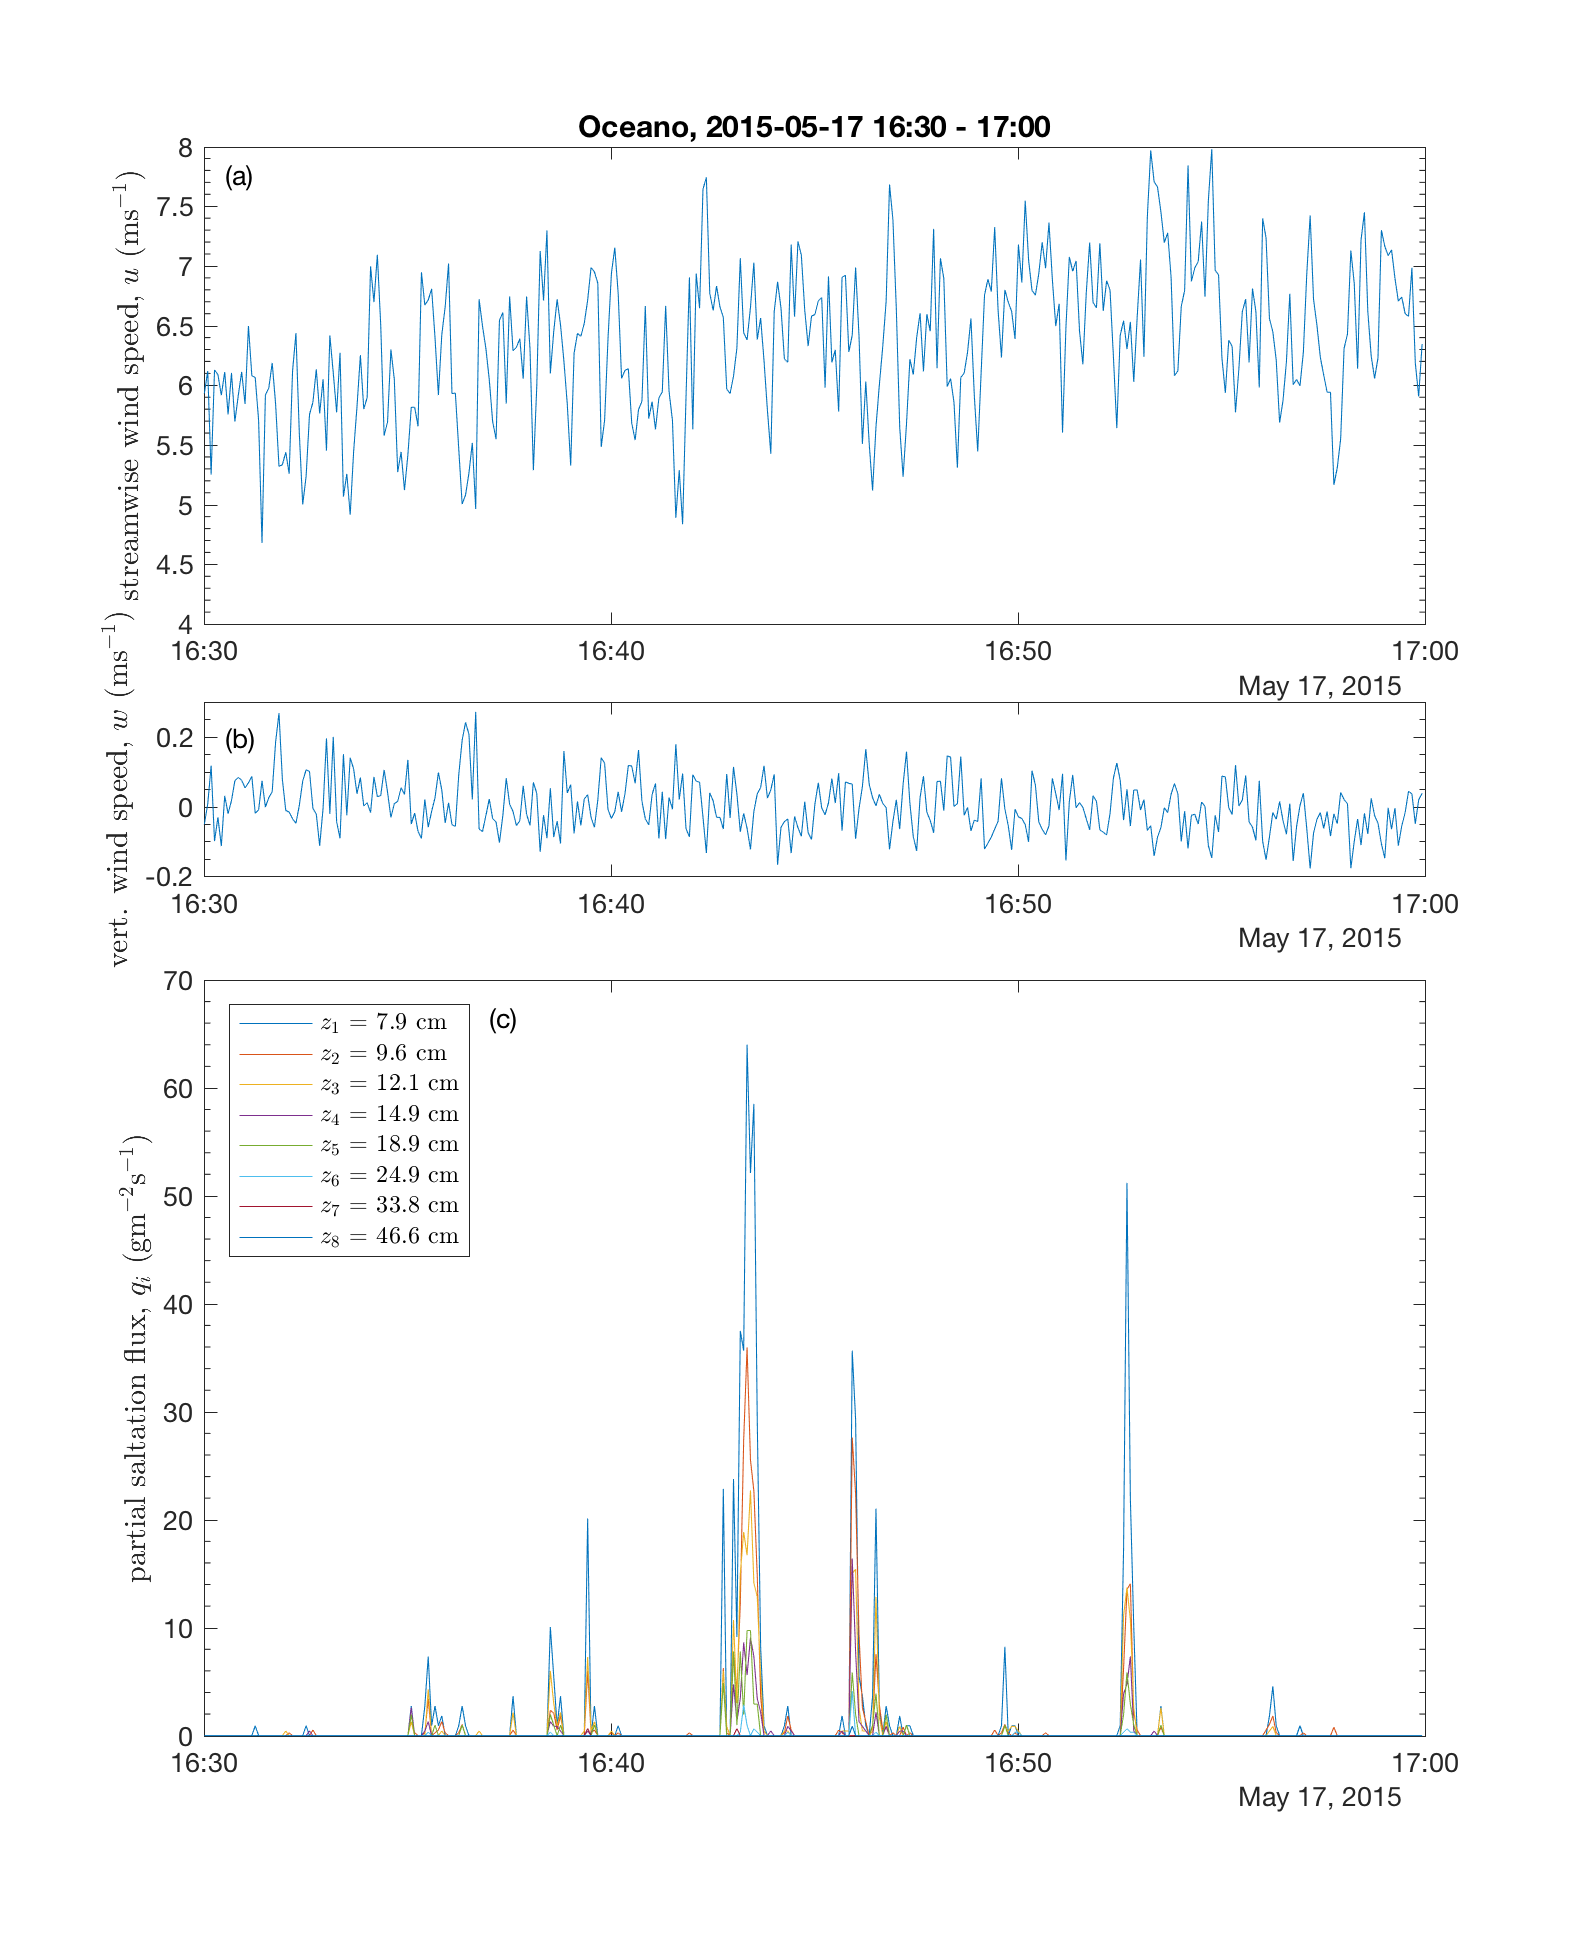 Oceano, 2015-05-17 16:30 - 17:00
streamwise wind speed, u (ms⁻¹)
(a)
8
7.5
7
6.5
6
5.5
5
4.5
4
16:30 16:40 16:50 17:00
May 17, 2015
vert. wind speed, w (ms⁻¹)
(b)
0.2
0
-0.2
16:30 16:40 16:50 17:00
May 17, 2015
partial saltation flux, qᵢ (gm⁻²s⁻¹)
(c)
70
60
50
40
30
20
10
0
z₁ = 7.9 cm
z₂ = 9.6 cm
z₃ = 12.1 cm
z₄ = 14.9 cm
z₅ = 18.9 cm
z₆ = 24.9 cm
z₇ = 33.8 cm
z₈ = 46.6 cm
16:30 16:40 16:50 17:00
May 17, 2015